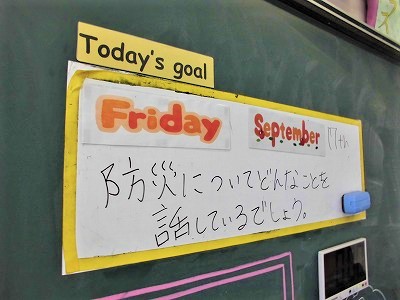 Today's goal
Friday September 17th
防災についてどんなことを
話しているでしょう。